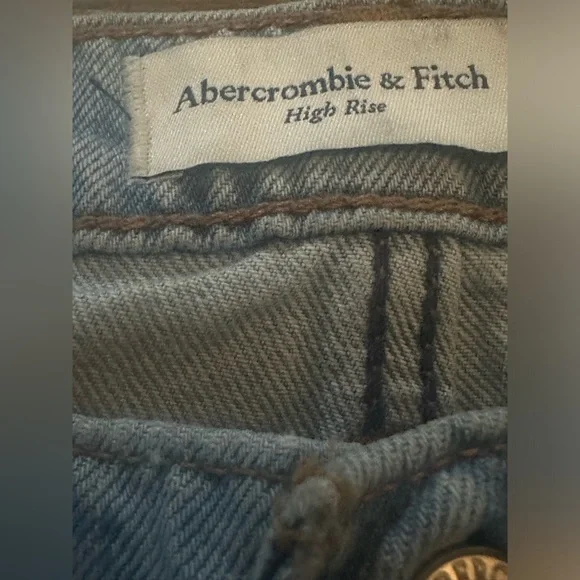 Abercrombie & Fitch
High Rise